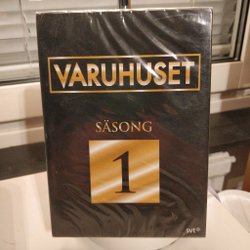 VARUHUSET
SÄSONG
1
svt